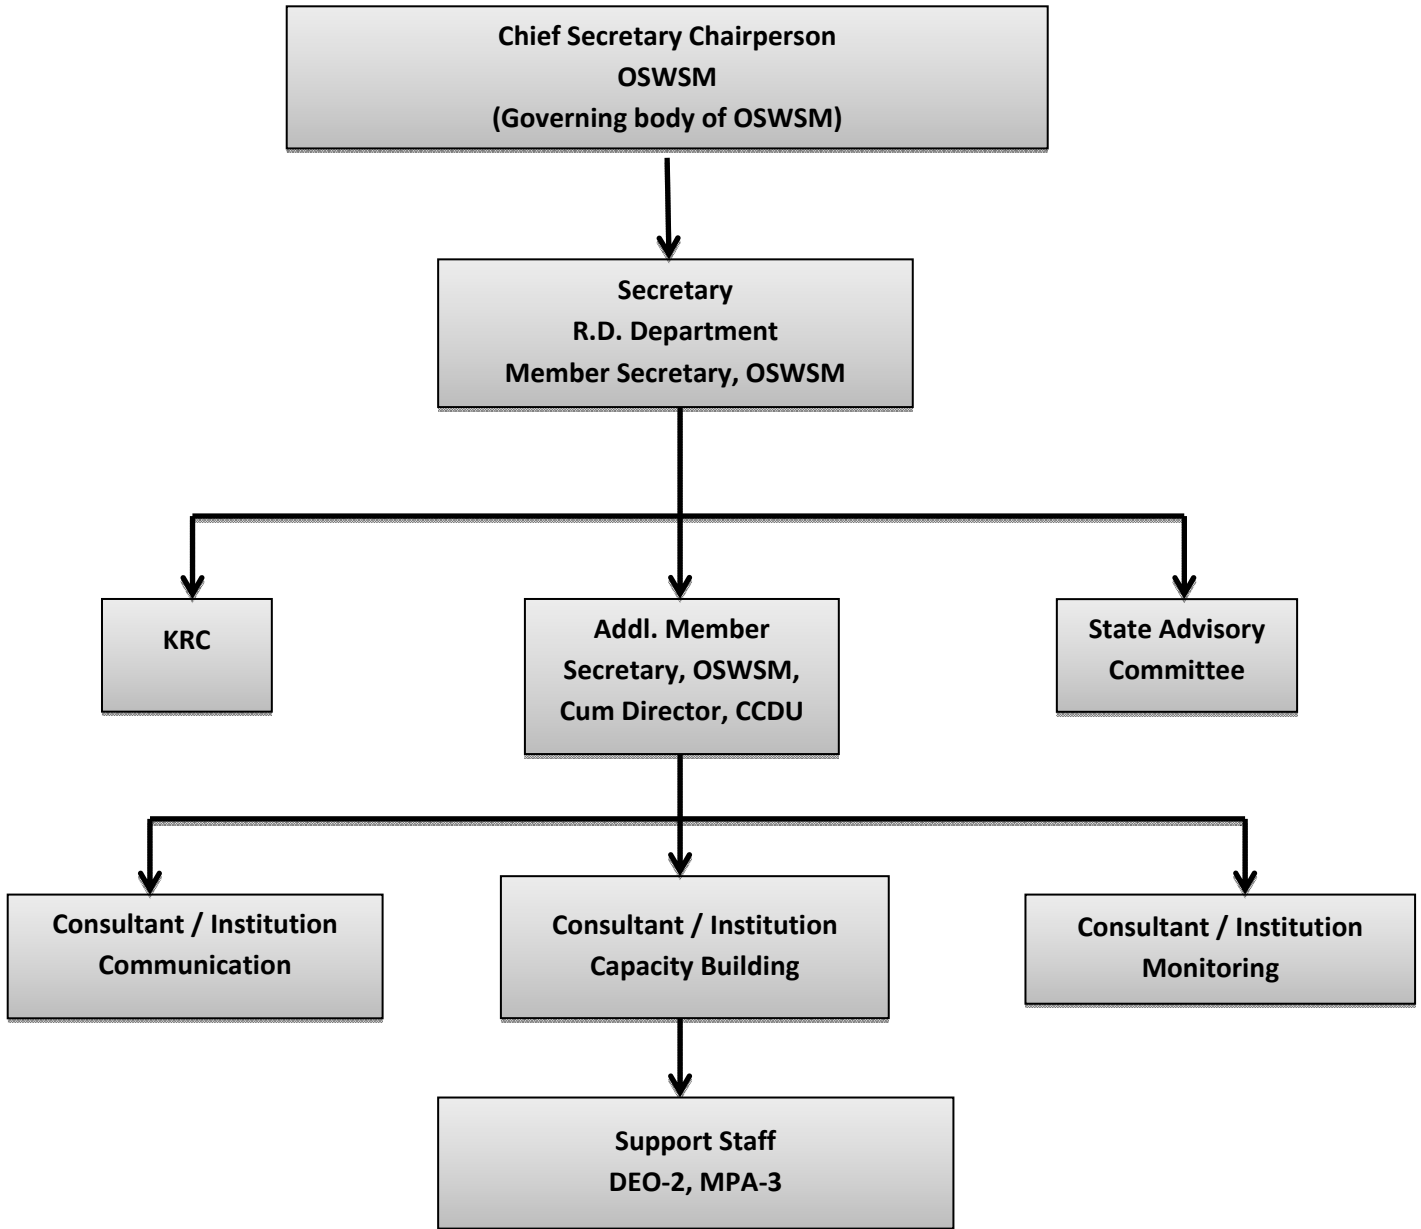 Chief Secretary Chairperson
OSWSM
(Governing body of OSWSM)
Secretary
R.D. Department
Member Secretary, OSWSM
KRC
Addl. Member
Secretary, OSWSM,
Cum Director, CCDU
State Advisory
Committee
Consultant / Institution
Communication
Consultant / Institution
Capacity Building
Consultant / Institution
Monitoring
Support Staff
DEO-2, MPA-3